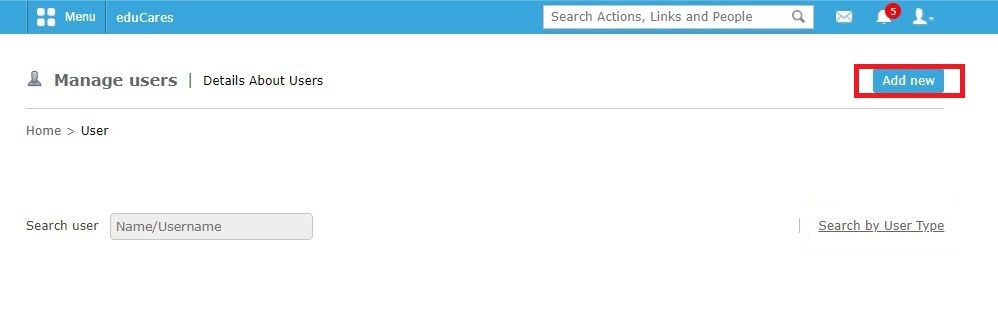 Menu eduCares Search Actions, Links and People 5
Manage users | Details About Users Add new
Home > User
Search user Name/Username | Search by User Type